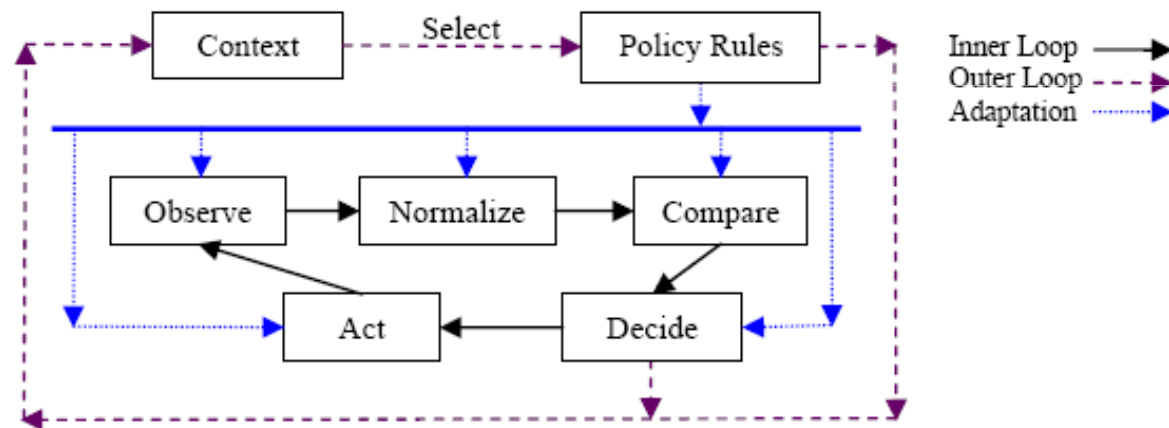 Context
Select
Policy Rules
Inner Loop
Outer Loop
Adaptation
Observe
Normalize
Compare
Act
Decide